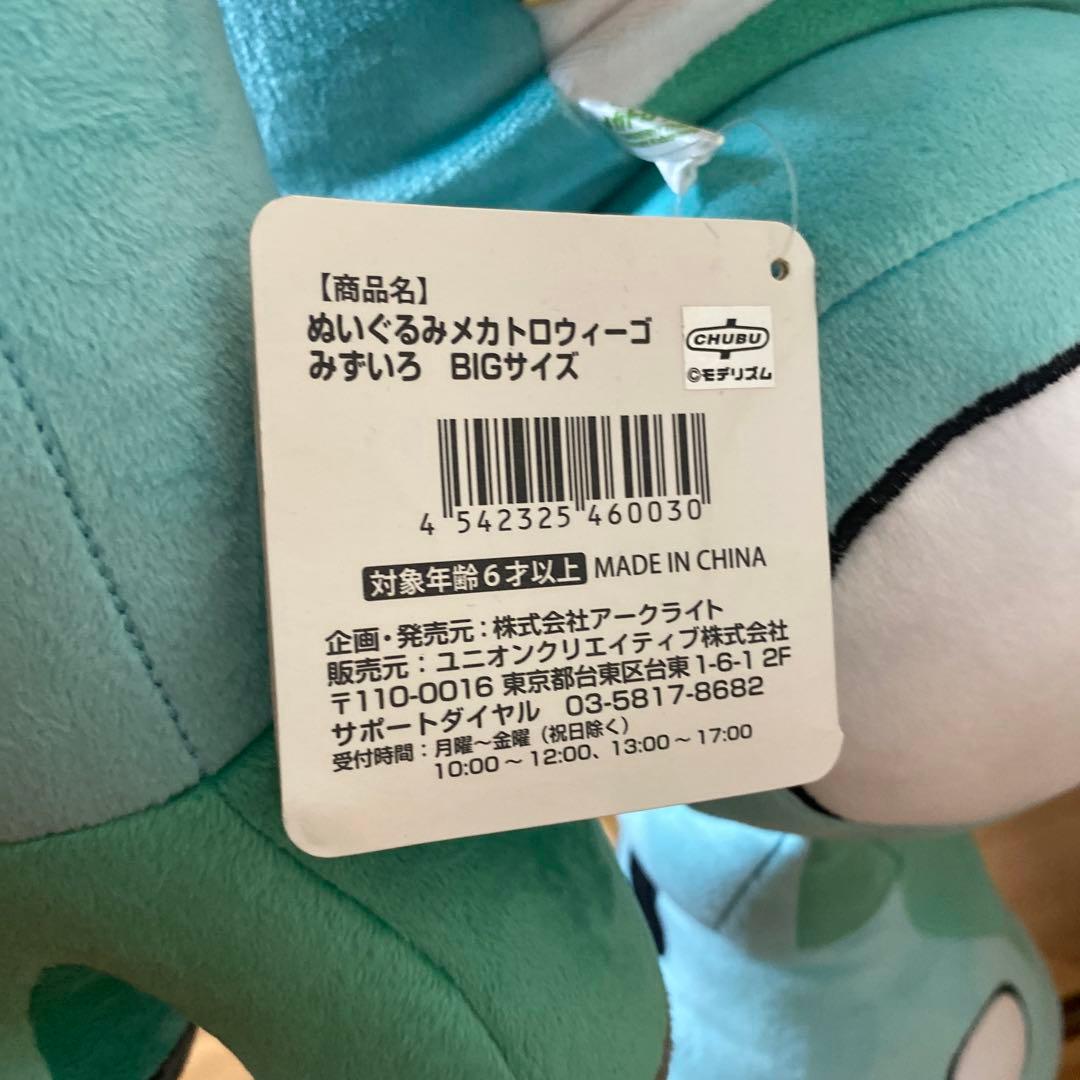 【商品名】
ぬいぐるみメカトロウィーゴ
みずいろ　BIGサイズ
CHUBU
©モデリズム
4 542325 460030
対象年齢6才以上 MADE IN CHINA
企画・発売元：株式会社アークライト
販売元：ユニオンクリエイティブ株式会社
〒110-0016 東京都台東区台東1-6-1 2F
サポートダイヤル　03-5817-8682
受付時間：月曜～金曜（祝日除く）
10:00～12:00、13:00～17:00